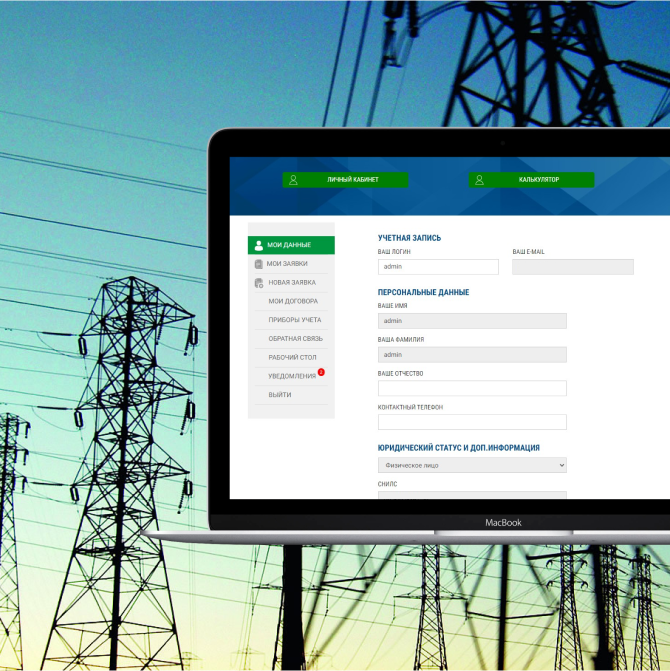 ЛИЧНЫЙ КАБИНЕТ
КАЛЬКУЛЯТОР
МОИ ДАННЫЕ
МОИ ЗАЯВКИ
НОВАЯ ЗАЯВКА
МОИ ДОГОВОРА
ПРИБОРЫ УЧЕТА
ОБРАТНАЯ СВЯЗЬ
РАБОЧИЙ СТОЛ
УВЕДОМЛЕНИЯ
ВЫЙТИ
УЧЕТНАЯ ЗАПИСЬ
ВАШ ЛОГИН
ВАШ E-MAIL
admin
ПЕРСОНАЛЬНЫЕ ДАННЫЕ
ВАШЕ ИМЯ
admin
ВАША ФАМИЛИЯ
admin
ВАШЕ ОТЧЕСТВО
КОНТАКТНЫЙ ТЕЛЕФОН
ЮРИДИЧЕСКИЙ СТАТУС И ДОП.ИНФОРМАЦИЯ
Физическое лицо
СНИЛС
MacBook